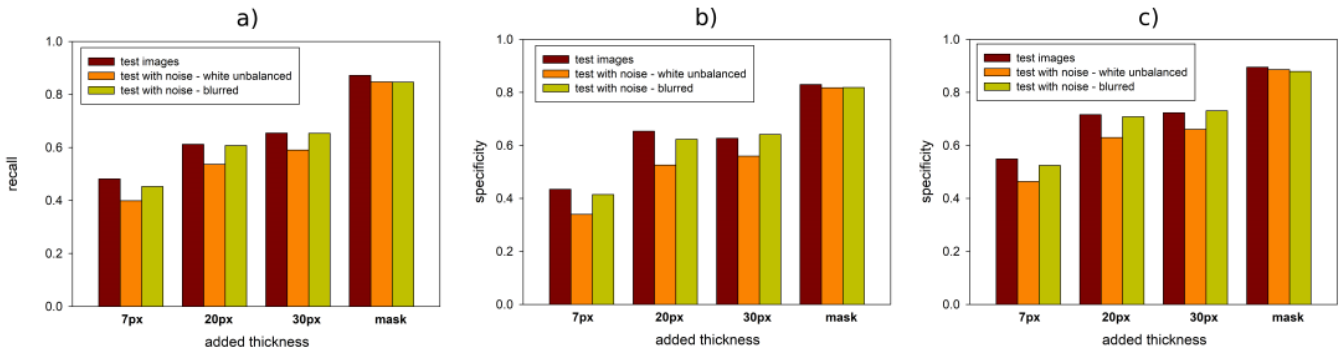 a)
1.0
0.8
0.6
0.4
0.2
0.0
recall
test images
test with noise - white unbalanced
test with noise - blurred
7px 20px 30px mask
added thickness
b)
1.0
0.8
0.6
0.4
0.2
0.0
specificity
test images
test with noise - white unbalanced
test with noise - blurred
7px 20px 30px mask
added thickness
c)
1.0
0.8
0.6
0.4
0.2
0.0
specificity
test images
test with noise - white unbalanced
test with noise - blurred
7px 20px 30px mask
added thickness